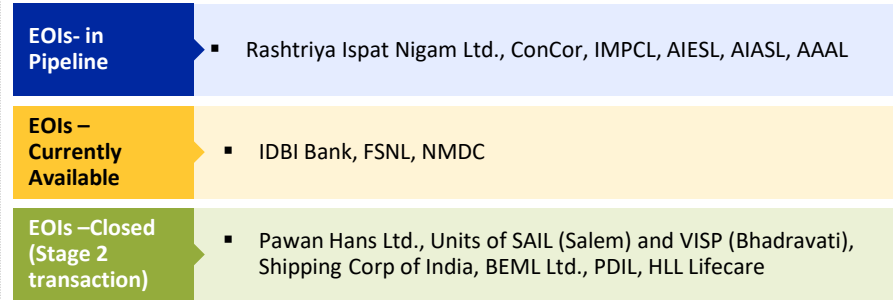 EOIs- in
Pipeline
▪ Rashtriya Ispat Nigam Ltd., ConCor, IMPCL, AIESL, AIASL, AAAL
EOIs –
Currently
Available
▪ IDBI Bank, FSNL, NMDC
EOIs –Closed
(Stage 2
transaction)
▪ Pawan Hans Ltd., Units of SAIL (Salem) and VISP (Bhadravati),
Shipping Corp of India, BEML Ltd., PDIL, HLL Lifecare